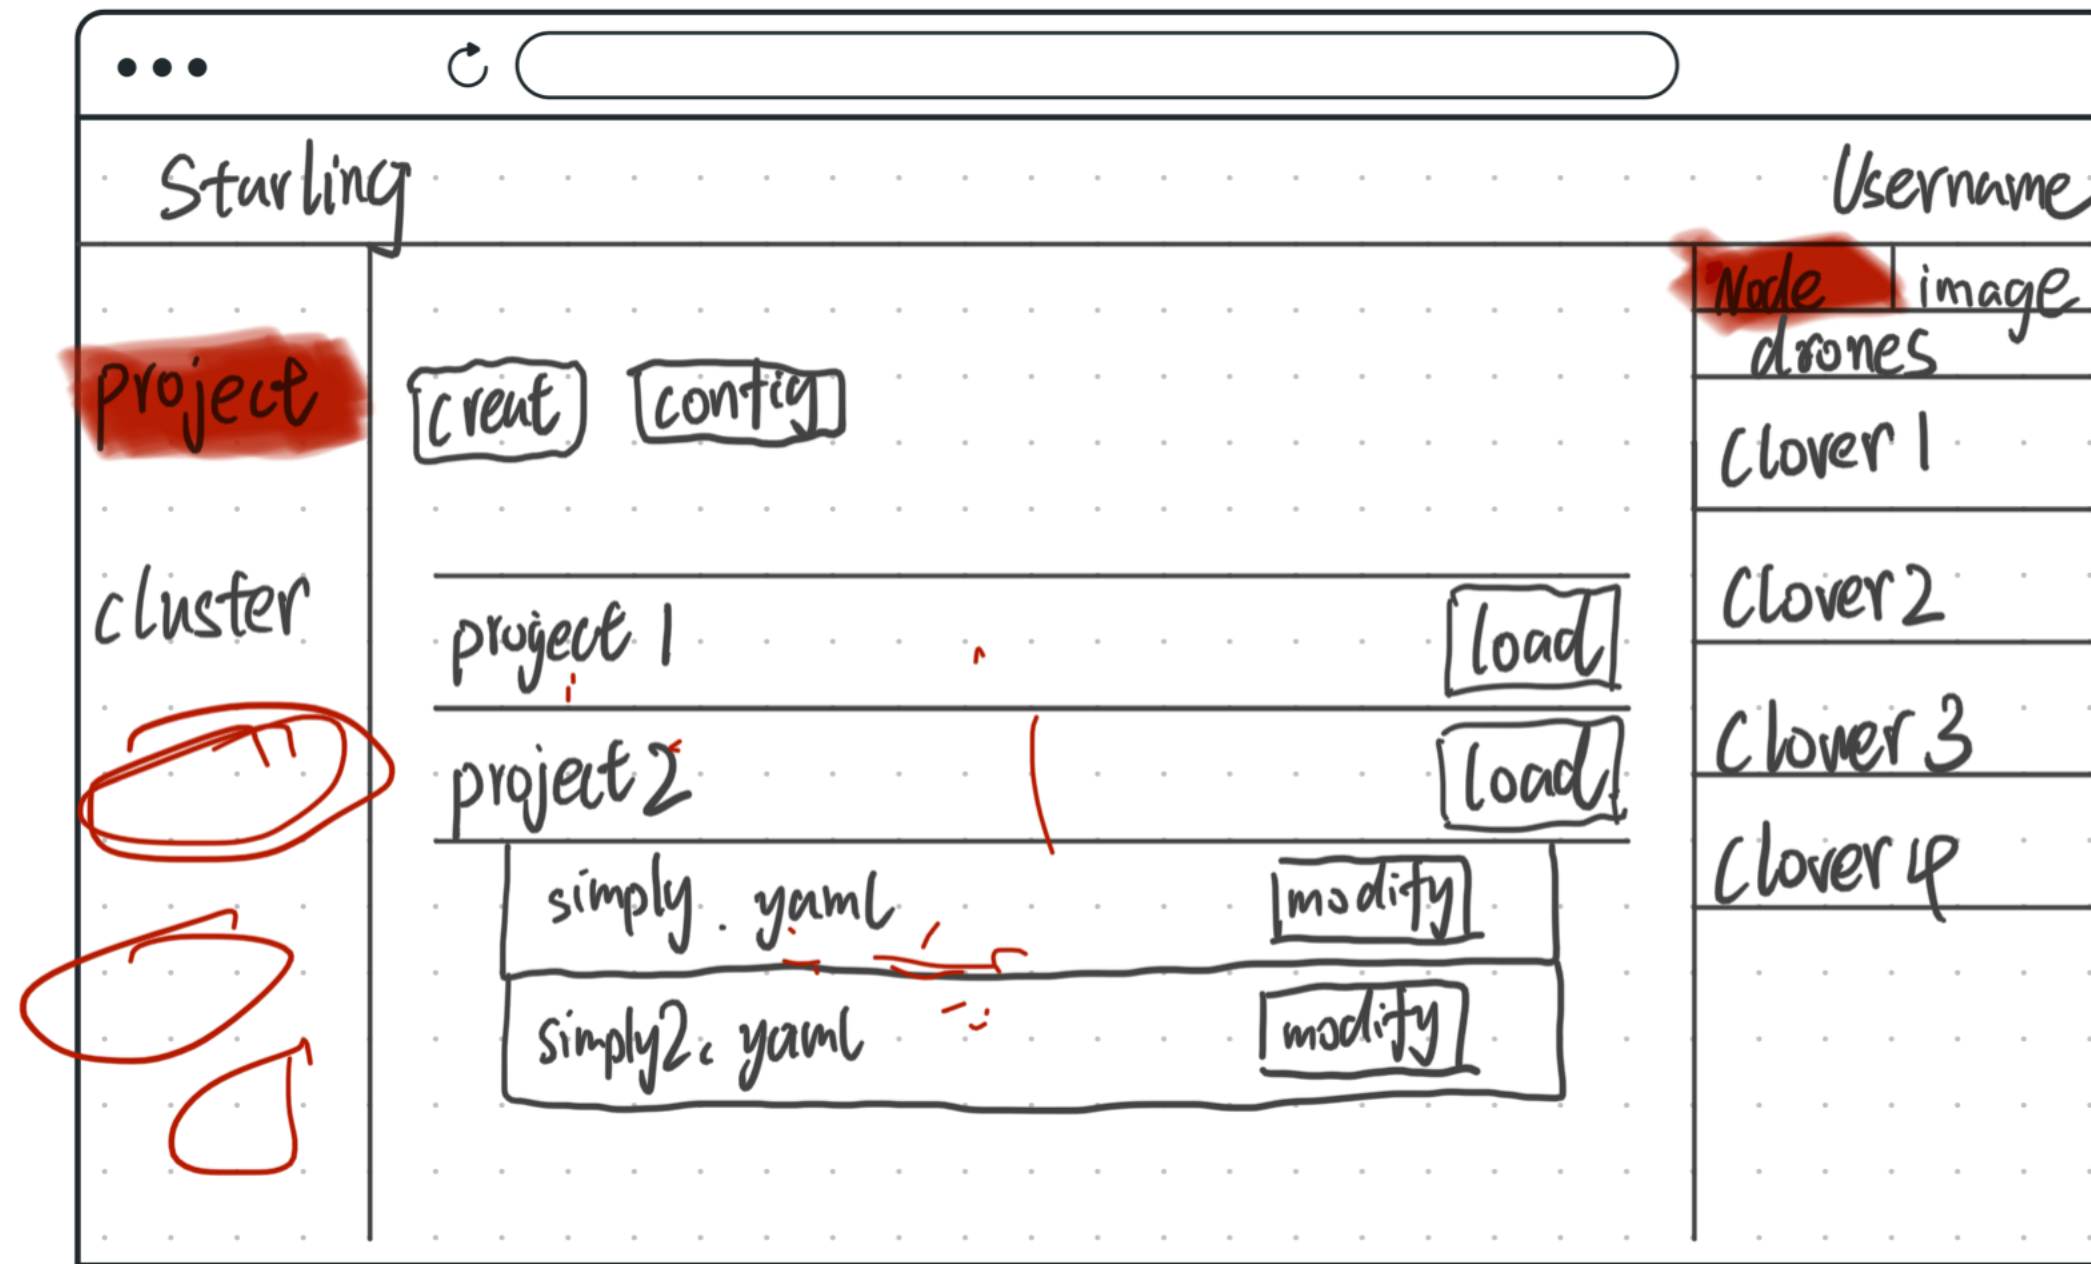 Starling
Username
Project
cluster
creat
config
project 1
load
project 2
load
simply.yaml
modify
simply2.yaml
modify
Node
image
drones
Clover 1
Clover 2
Clover 3
Clover 4